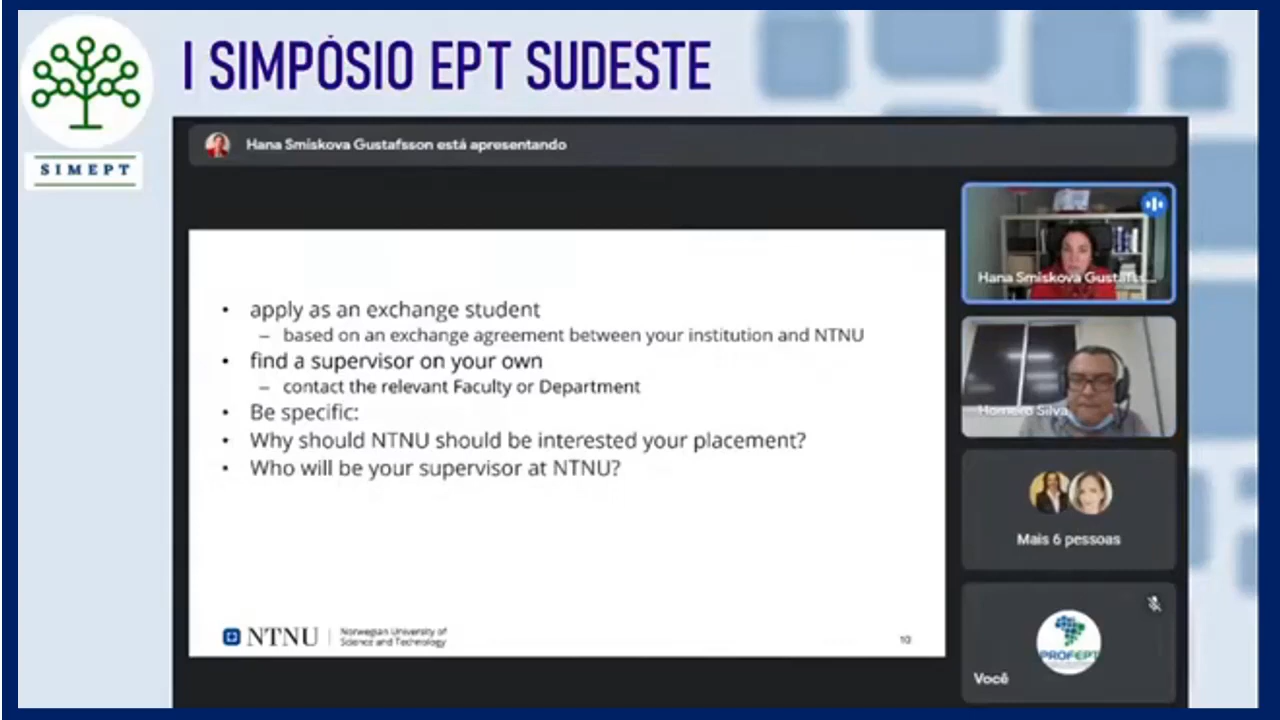 I SIMPÓSIO EPT SUDESTE
SIMEPT
Hana Smiskova Gustafsson está apresentando
• apply as an exchange student
– based on an exchange agreement between your institution and NTNU
• find a supervisor on your own
– contact the relevant Faculty or Department
• Be specific:
• Why should NTNU should be interested your placement?
• Who will be your supervisor at NTNU?
NTNU
Norwegian University of
Science and Technology
10
Hana Smiskova Gustafss...
Homero Silva
Mais 6 pessoas
PROFEPT
Você